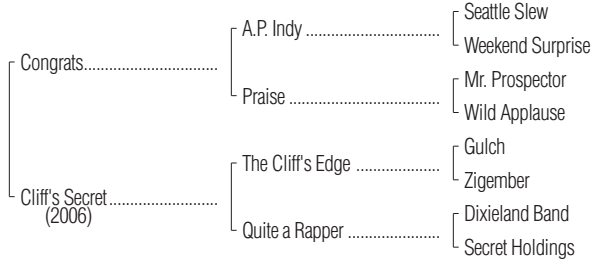 Seattle Slew
A.P. Indy
Weekend Surprise
Congrats
Mr. Prospector
Praise
Wild Applause
Gulch
The Cliff's Edge
Zigember
Cliff's Secret
(2006)
Dixieland Band
Quite a Rapper
Secret Holdings